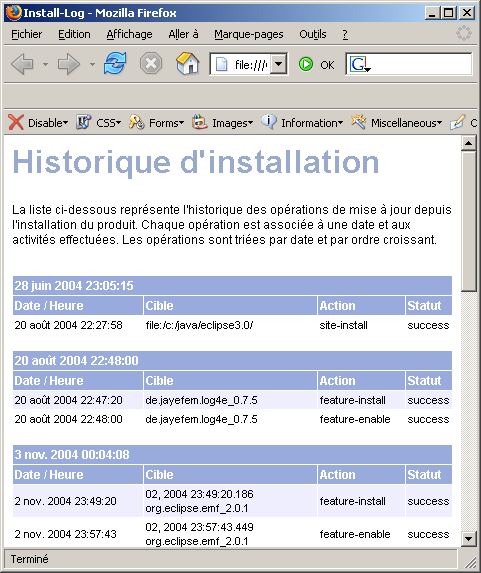 Install-Log - Mozilla Firefox
Fichier Edition Affichage Aller à Marque-pages Outils ?
file:/// OK G
Disable CSS Forms Images Information Miscellaneous
Historique d'installation
La liste ci-dessous représente l'historique des opérations de mise à jour depuis
l'installation du produit. Chaque opération est associée à une date et aux
activités effectuées. Les opérations sont triées par date et par ordre croissant.
28 juin 2004 23:05:15
Date / Heure Cible Action Statut
20 août 2004 22:27:58 file:/c:/java/eclipse3.0/ site-install success
20 août 2004 22:48:00
Date / Heure Cible Action Statut
20 août 2004 22:47:20 de.jayefem.log4e_0.7.5 feature-install success
20 août 2004 22:48:00 de.jayefem.log4e_0.7.5 feature-enable success
3 nov. 2004 00:04:08
Date / Heure Cible Action Statut
2 nov. 2004 23:49:20 02, 2004 23:49:20.186 org.eclipse.emf_2.0.1 feature-install success
2 nov. 2004 23:57:43 02, 2004 23:57:43.449 org.eclipse.emf_2.0.1 feature-enable success
Terminé